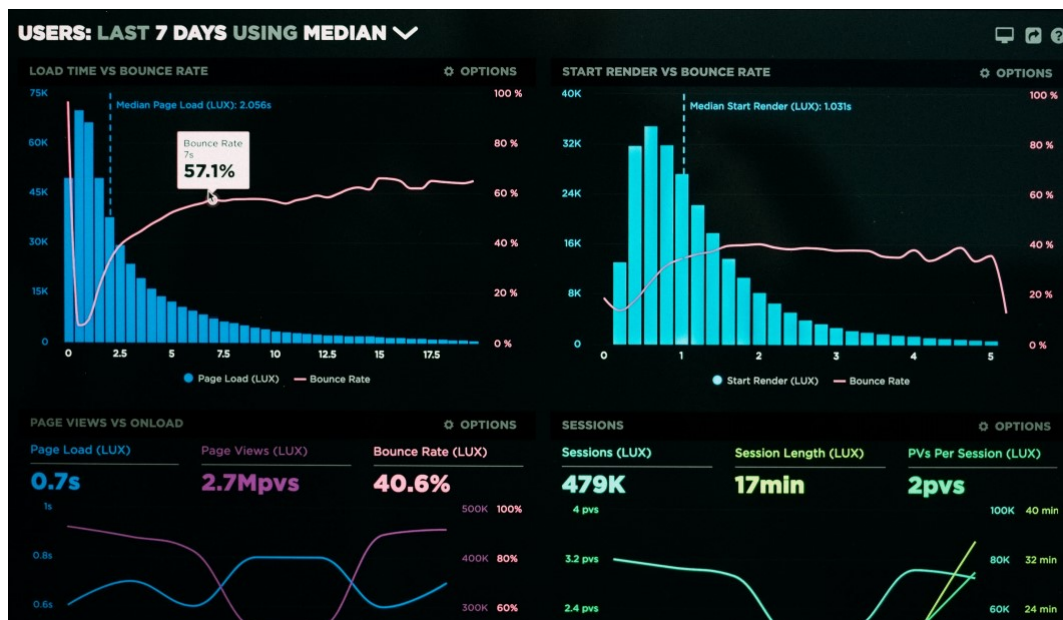 USERS: LAST 7 DAYS USING MEDIAN
LOAD TIME VS BOUNCE RATE
OPTIONS
75K
60K
45K
30K
15K
0
100 %
80 %
60 %
40 %
20 %
0 %
Median Page Load (LUX): 2.056s
Bounce Rate
7s
57.1%
0 2.5 5 7.5 10 12.5 15 17.5
Page Load (LUX) Bounce Rate
START RENDER VS BOUNCE RATE
OPTIONS
40K
32K
24K
16K
8K
0
100 %
80 %
60 %
40 %
20 %
0 %
Median Start Render (LUX): 1.031s
0 1 2 3 4 5
Start Render (LUX) Bounce Rate
PAGE VIEWS VS ONLOAD
OPTIONS
Page Load (LUX) Page Views (LUX) Bounce Rate (LUX)
0.7s 2.7Mpvs 40.6%
1s
0.8s
0.6s
500K 100%
400K 80%
300K 60%
SESSIONS
OPTIONS
Sessions (LUX) Session Length (LUX) PVs Per Session (LUX)
479K 17min 2pvs
4 pvs
3.2 pvs
2.4 pvs
100K 40 min
80K 32 min
60K 24 min